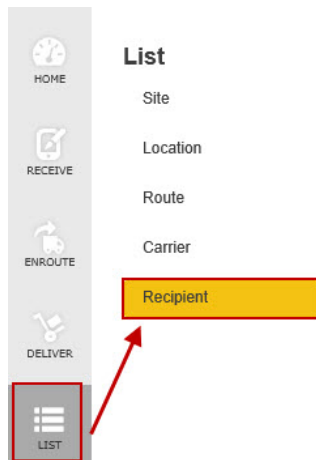 HOME
RECEIVE
ENROUTE
DELIVER
LIST
List
Site
Location
Route
Carrier
Recipient